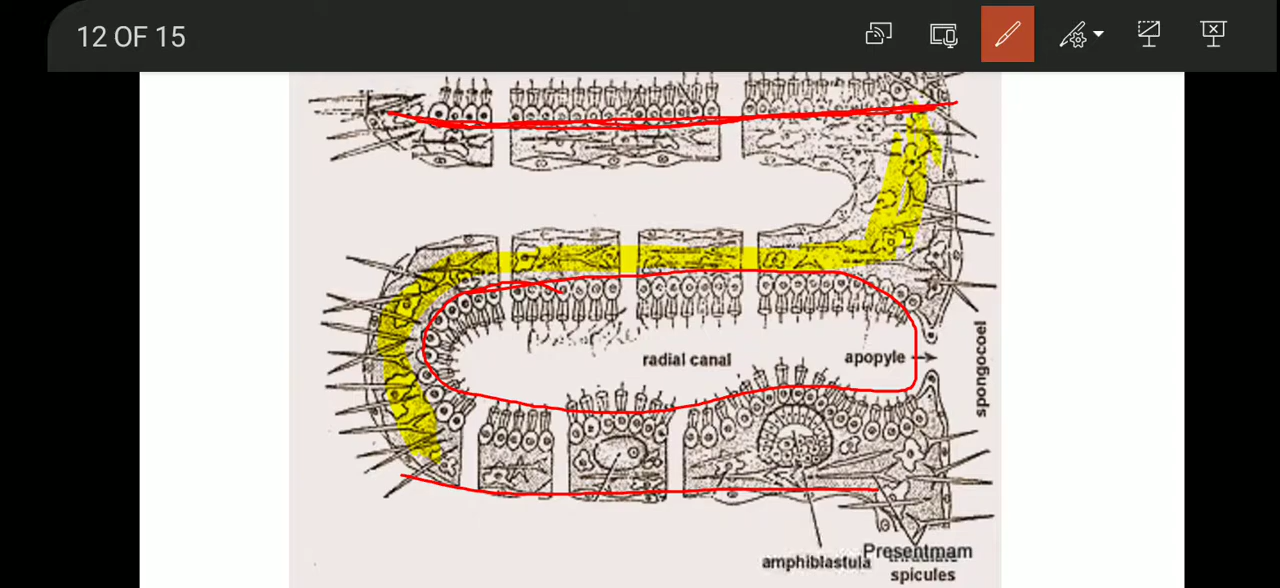 12 OF 15
radial canal
apopyle
spongocoel
amphiblastula
Presentmam
spicules